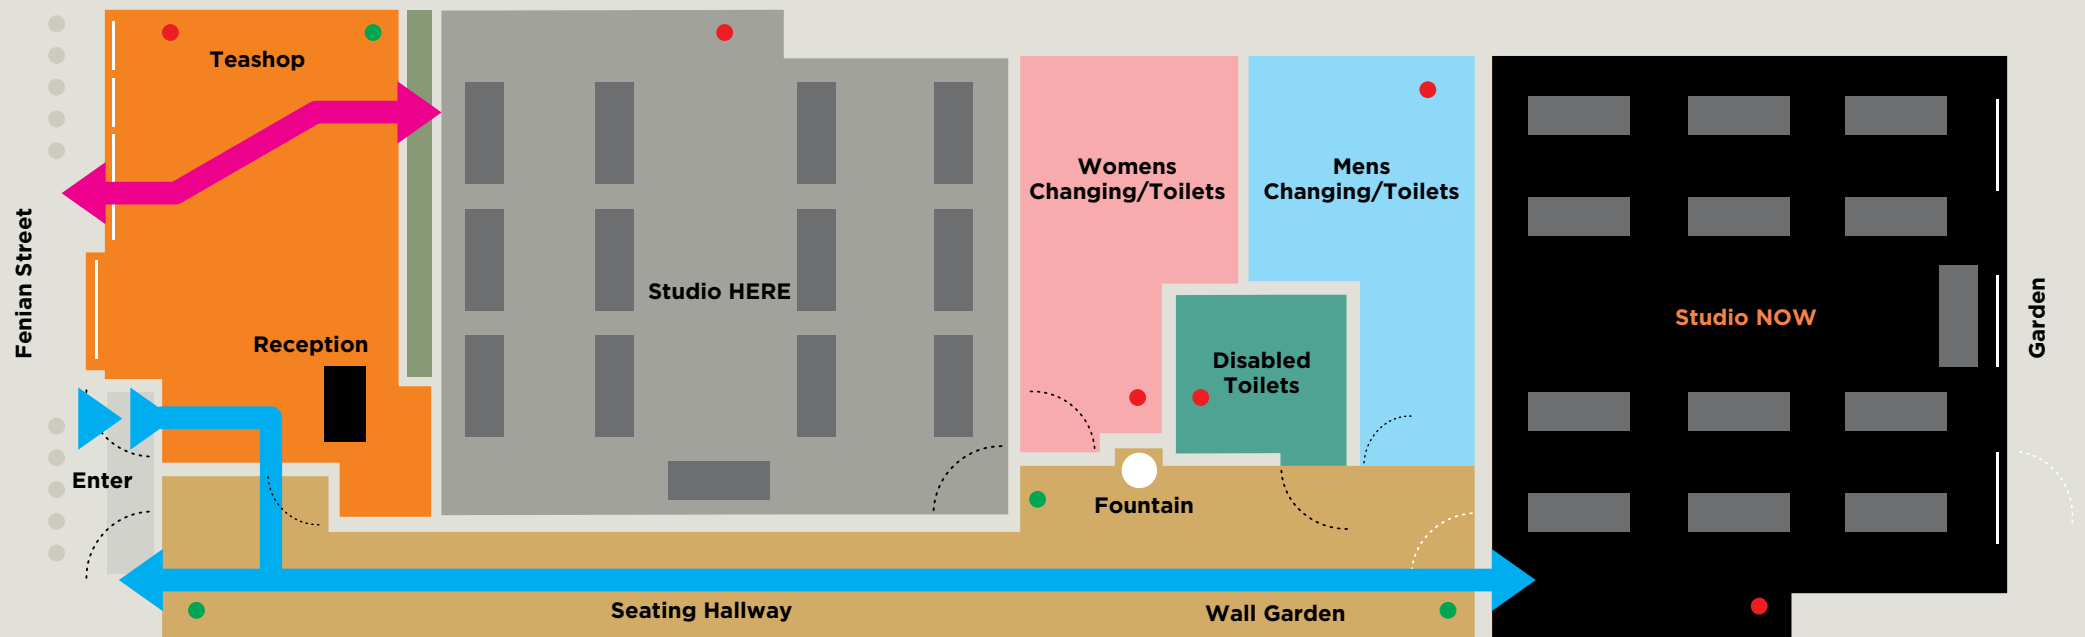 Teashop
Fenian Street
Reception
Enter
Studio HERE
Womens
Changing/Toilets
Mens
Changing/Toilets
Disabled
Toilets
Fountain
Seating Hallway
Wall Garden
Studio NOW
Garden